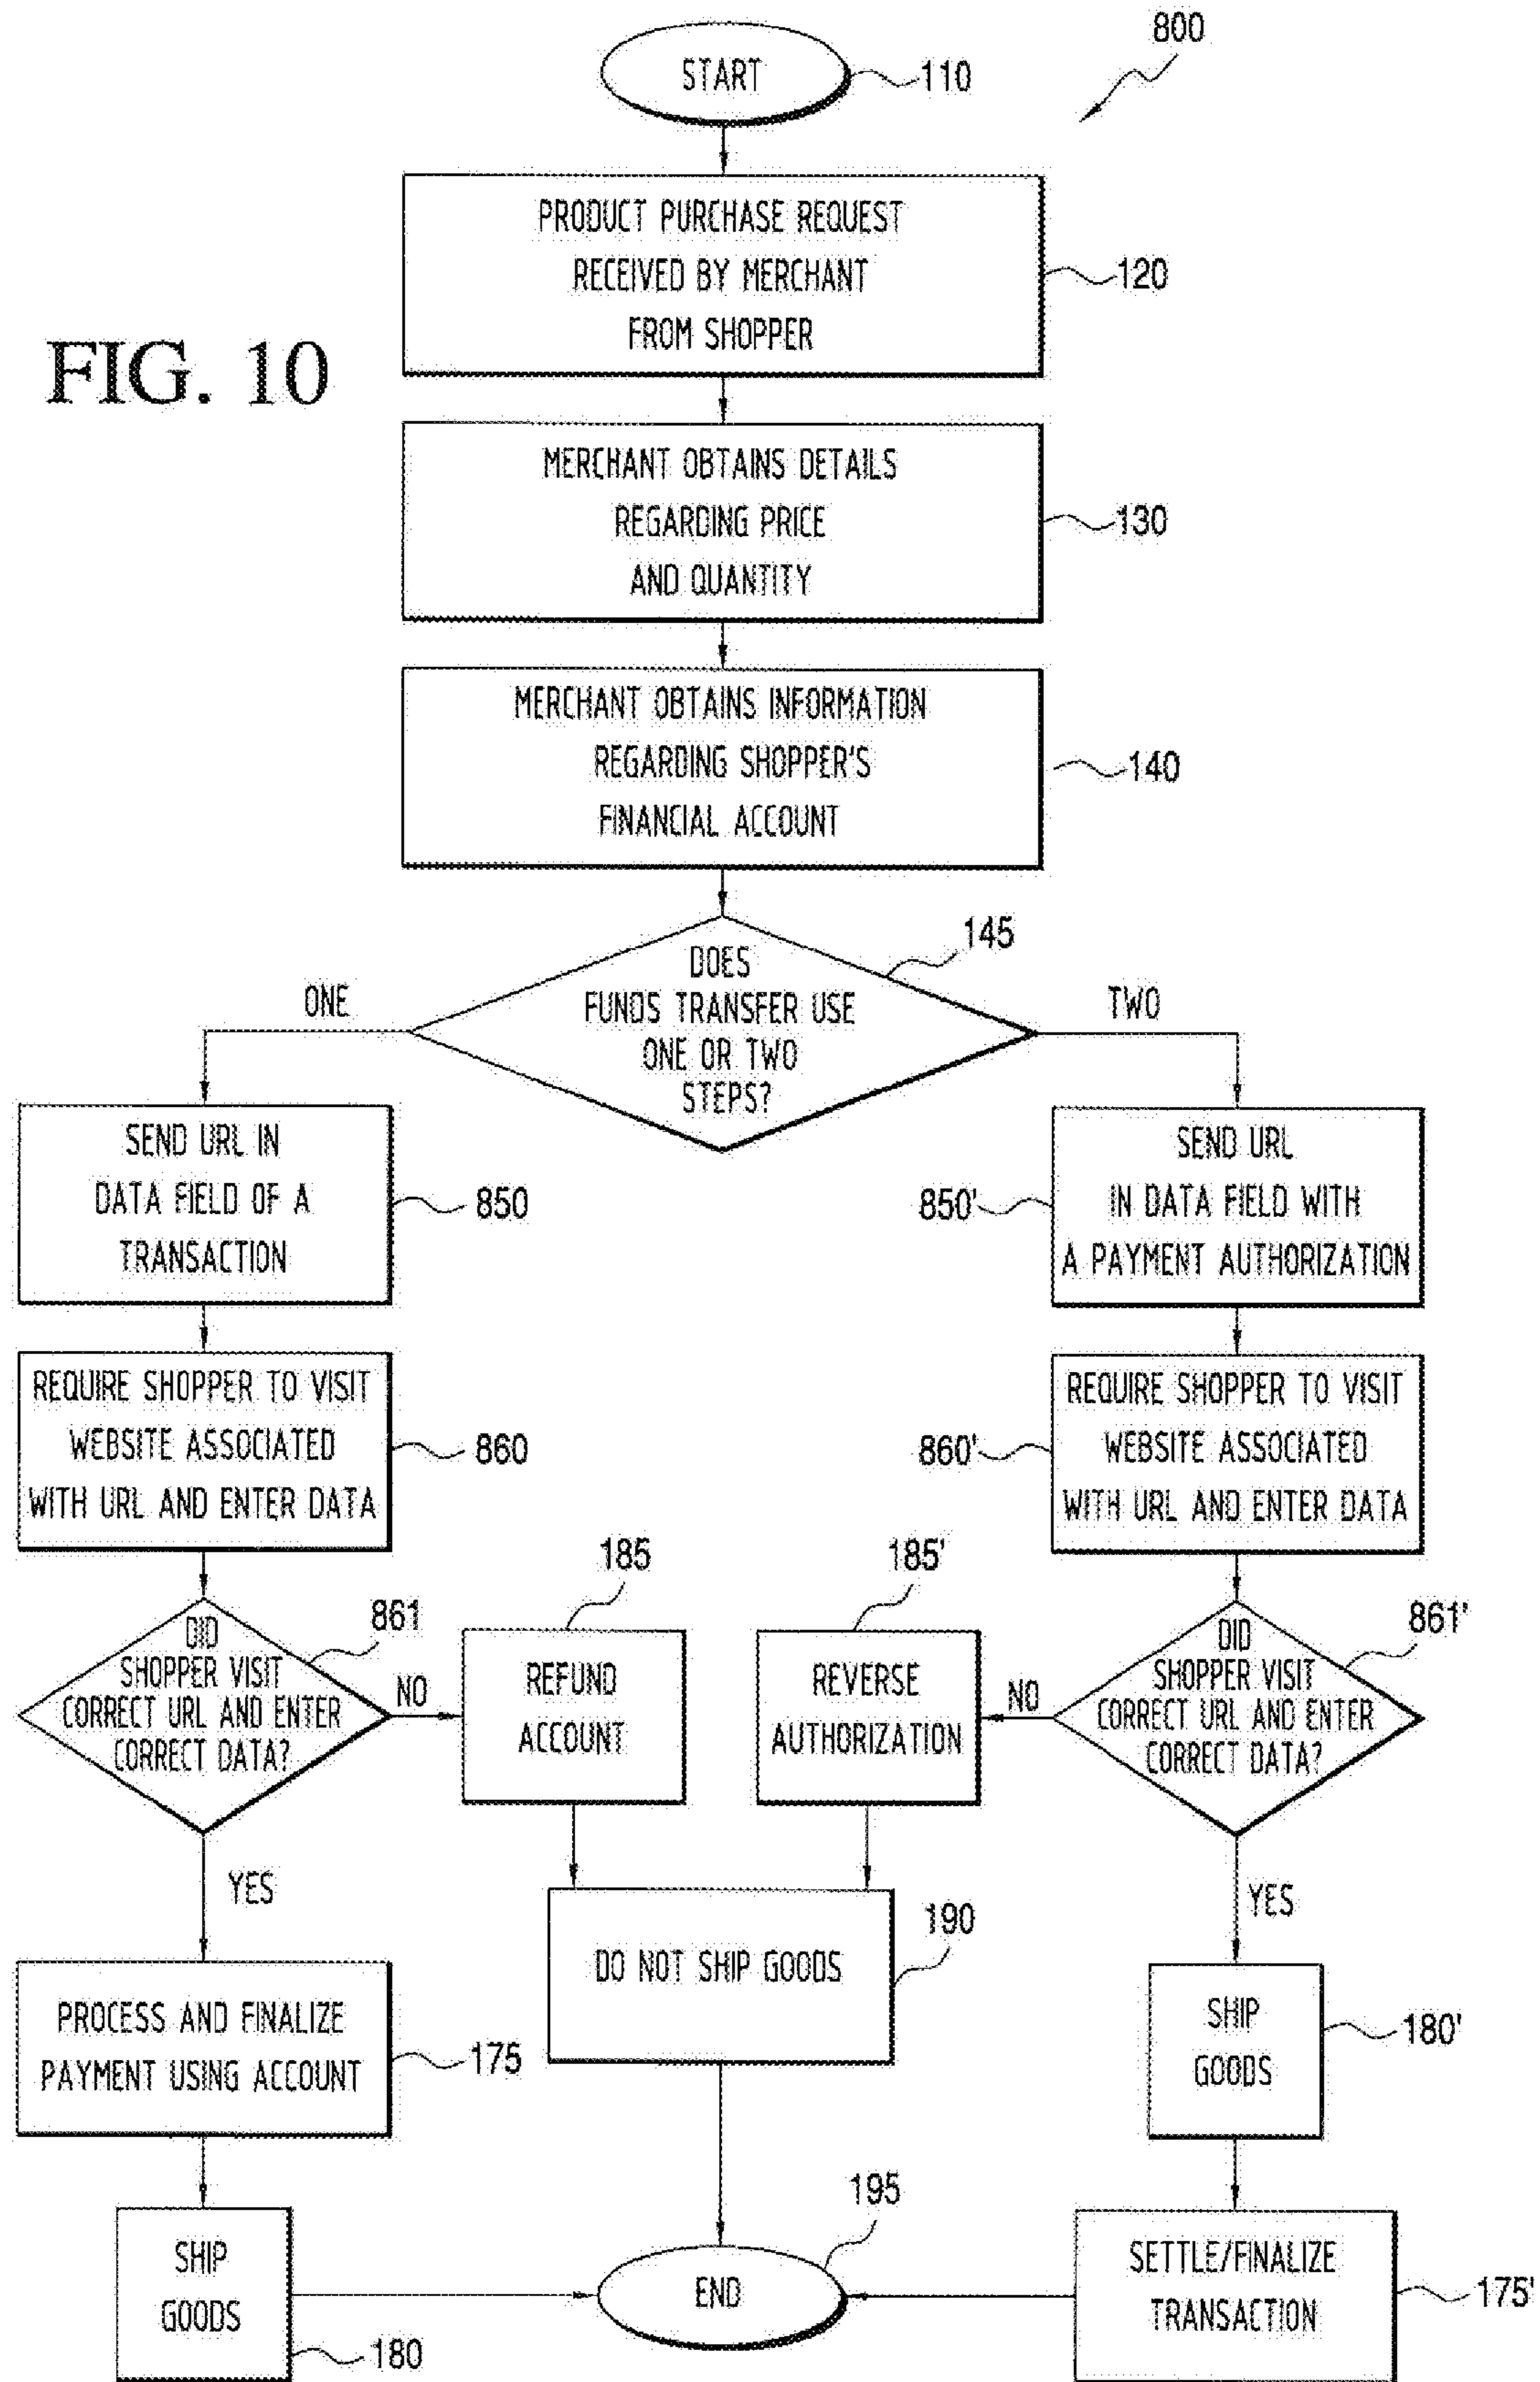 800
START
110
PRODUCT PURCHASE REQUEST
RECEIVED BY MERCHANT
FROM SHOPPER
120
FIG. 10
MERCHANT OBTAINS DETAILS
REGARDING PRICE
AND QUANTITY
130
MERCHANT OBTAINS INFORMATION
REGARDING SHOPPER'S
FINANCIAL ACCOUNT
140
DOES
FUNDS TRANSFER USE
ONE OR TWO
STEPS?
145
ONE
TWO
SEND URL IN
DATA FIELD OF A
TRANSACTION
850
SEND URL
IN DATA FIELD WITH
A PAYMENT AUTHORIZATION
850'
REQUIRE SHOPPER TO VISIT
WEBSITE ASSOCIATED
WITH URL AND ENTER DATA
860
REQUIRE SHOPPER TO VISIT
WEBSITE ASSOCIATED
WITH URL AND ENTER DATA
860'
DID
SHOPPER VISIT
CORRECT URL AND ENTER
CORRECT DATA?
861
NO
REFUND
ACCOUNT
185
REVERSE
AUTHORIZATION
185'
NO
DID
SHOPPER VISIT
CORRECT URL AND ENTER
CORRECT DATA?
861'
YES
DO NOT SHIP GOODS
190
YES
PROCESS AND FINALIZE
PAYMENT USING ACCOUNT
175
SHIP
GOODS
180'
SHIP
GOODS
180
END
195
SETTLE/FINALIZE
TRANSACTION
175'